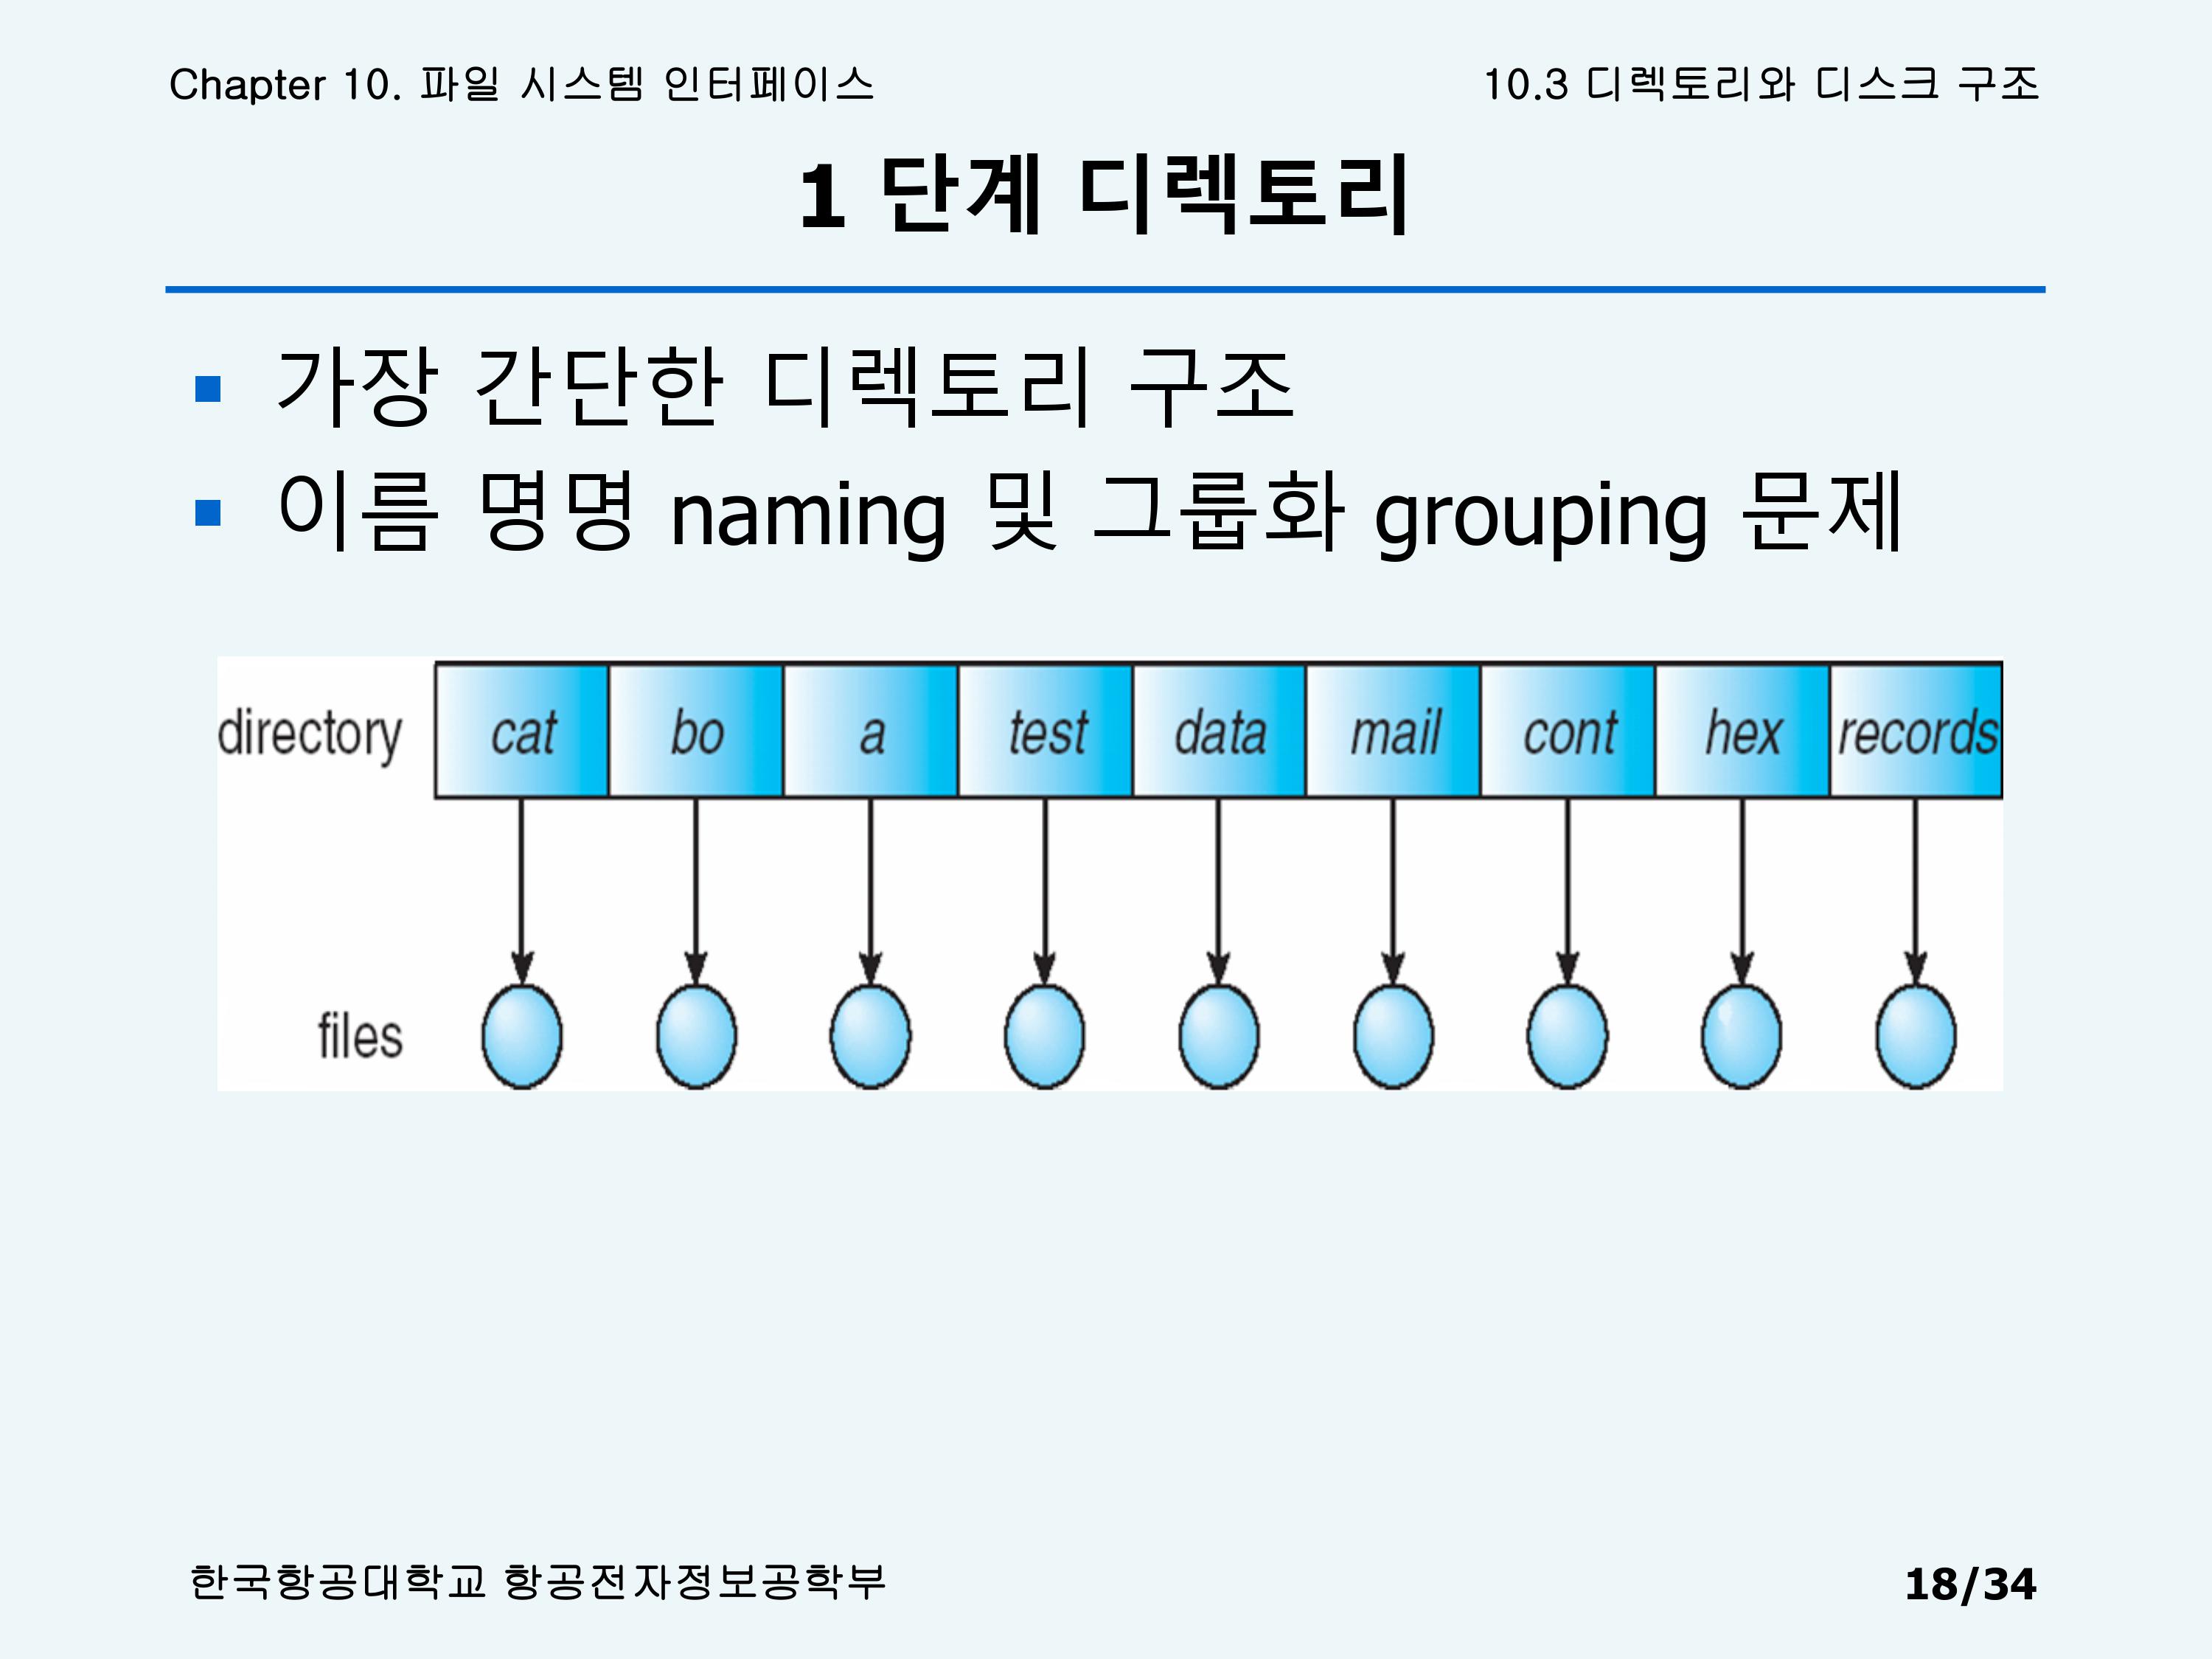 Chapter 10. 파일 시스템 인터페이스
10.3 디렉토리와 디스크 구조
1 단계 디렉토리
▪ 가장 간단한 디렉토리 구조
▪ 이름 명명 naming 및 그룹화 grouping 문제
directory cat bo a test data mail cont hex records
files
한국항공대학교 항공전자정보공학부
18/34